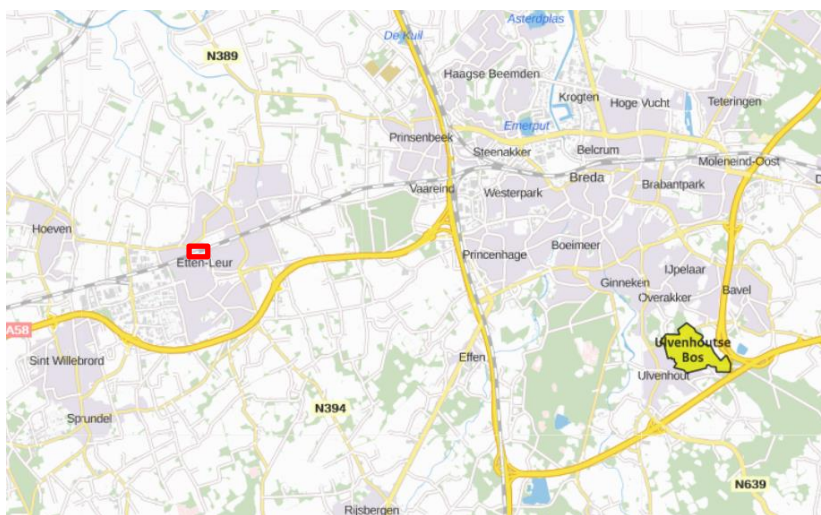 Asterdplas
De Kuil
N389
Haagse Beemden
Krogten
Hoge Vucht
Teteringen
Emerput
Prinsenbeek
Steenakker
Belcrum
Moleneind-Oost
Breda
D
Vaareind
Westerpark
Brabantpark
Hoeven
Boeimeer
Princenhage
Etten-Leur
IJpelaar
Ginneken
Bavel
Overakker
A58
Ulvenhoutse
Bos
Sint Willebrord
Effen
Ulvenhout
N394
Sprundel
N639
Rijsbergen